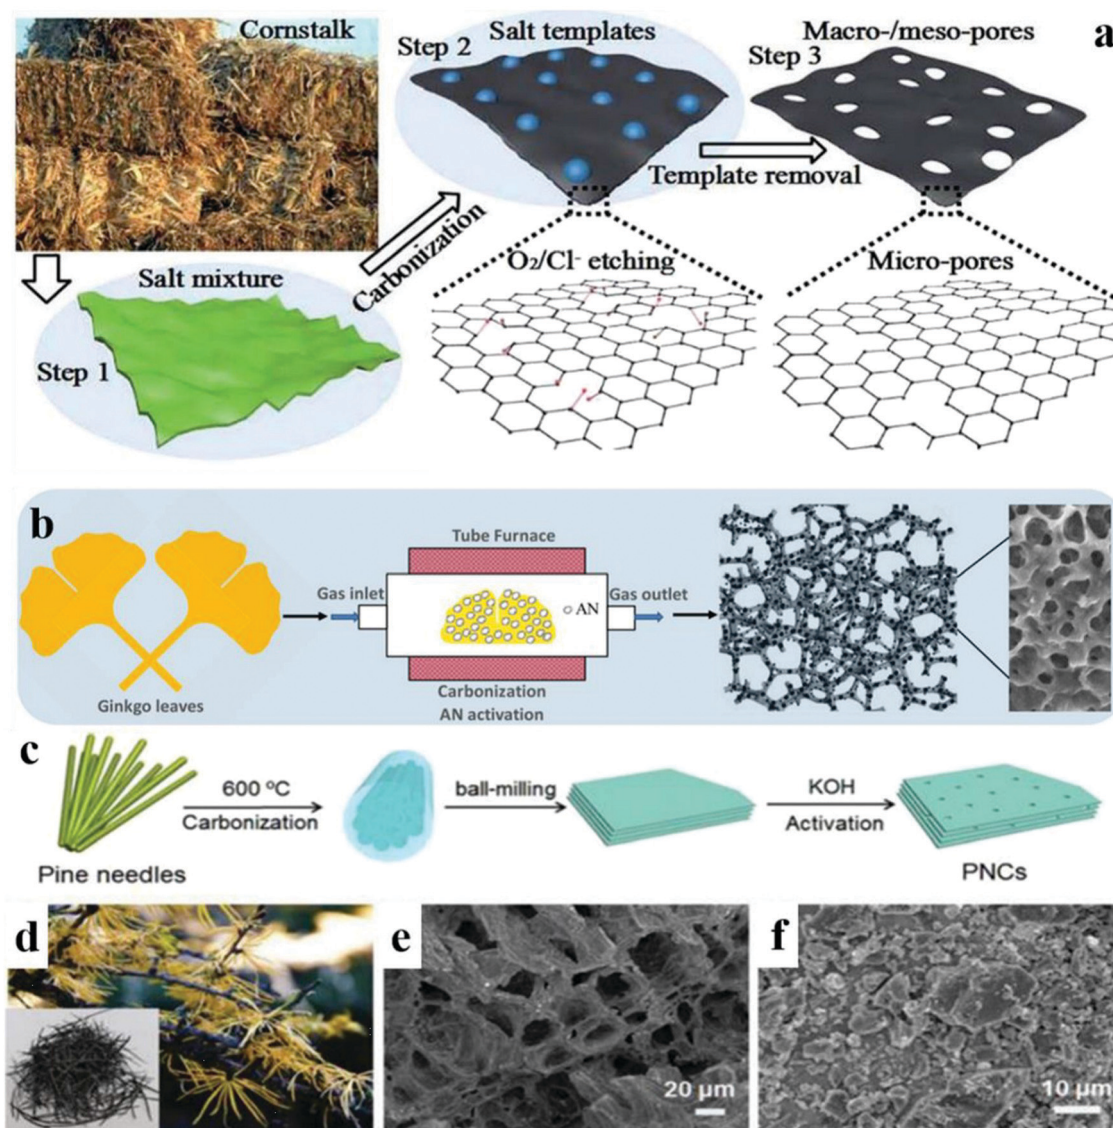 a
Cornstalk
Step 2
Salt templates
Macro-/meso-pores
Step 3
Template removal
Carbonization
Salt mixture
Step 1
O₂/Cl⁻ etching
Micro-pores
b
Tube Furnace
Gas inlet
AN
Gas outlet
Ginkgo leaves
Carbonization
AN activation
c
600 °C
Carbonization
ball-milling
KOH
Activation
Pine needles
PNCs
d
e
20 µm
f
10 µm